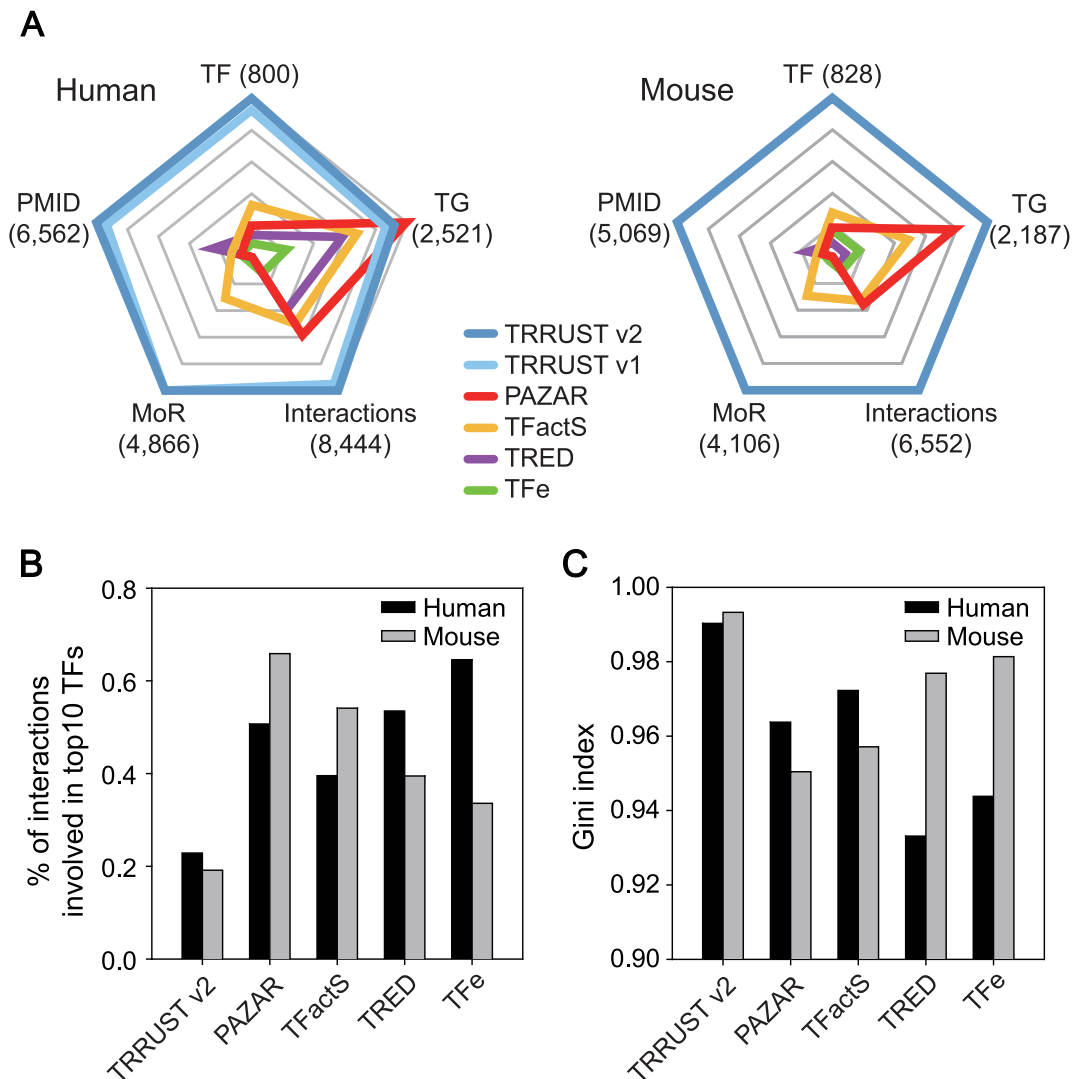 A
Human
TF (800)
TG
(2,521)
Interactions
(8,444)
MoR
(4,866)
PMID
(6,562)
Mouse
TF (828)
TG
(2,187)
Interactions
(6,552)
MoR
(4,106)
PMID
(5,069)
TRRUST v2
TRRUST v1
PAZAR
TFactS
TRED
TFe
B
% of interactions
involved in top10 TFs
0.8
0.6
0.4
0.2
0.0
Human
Mouse
TRRUST v2
PAZAR
TFactS
TRED
TFe
C
Gini index
1.00
0.98
0.96
0.94
0.92
0.90
Human
Mouse
TRRUST v2
PAZAR
TFactS
TRED
TFe